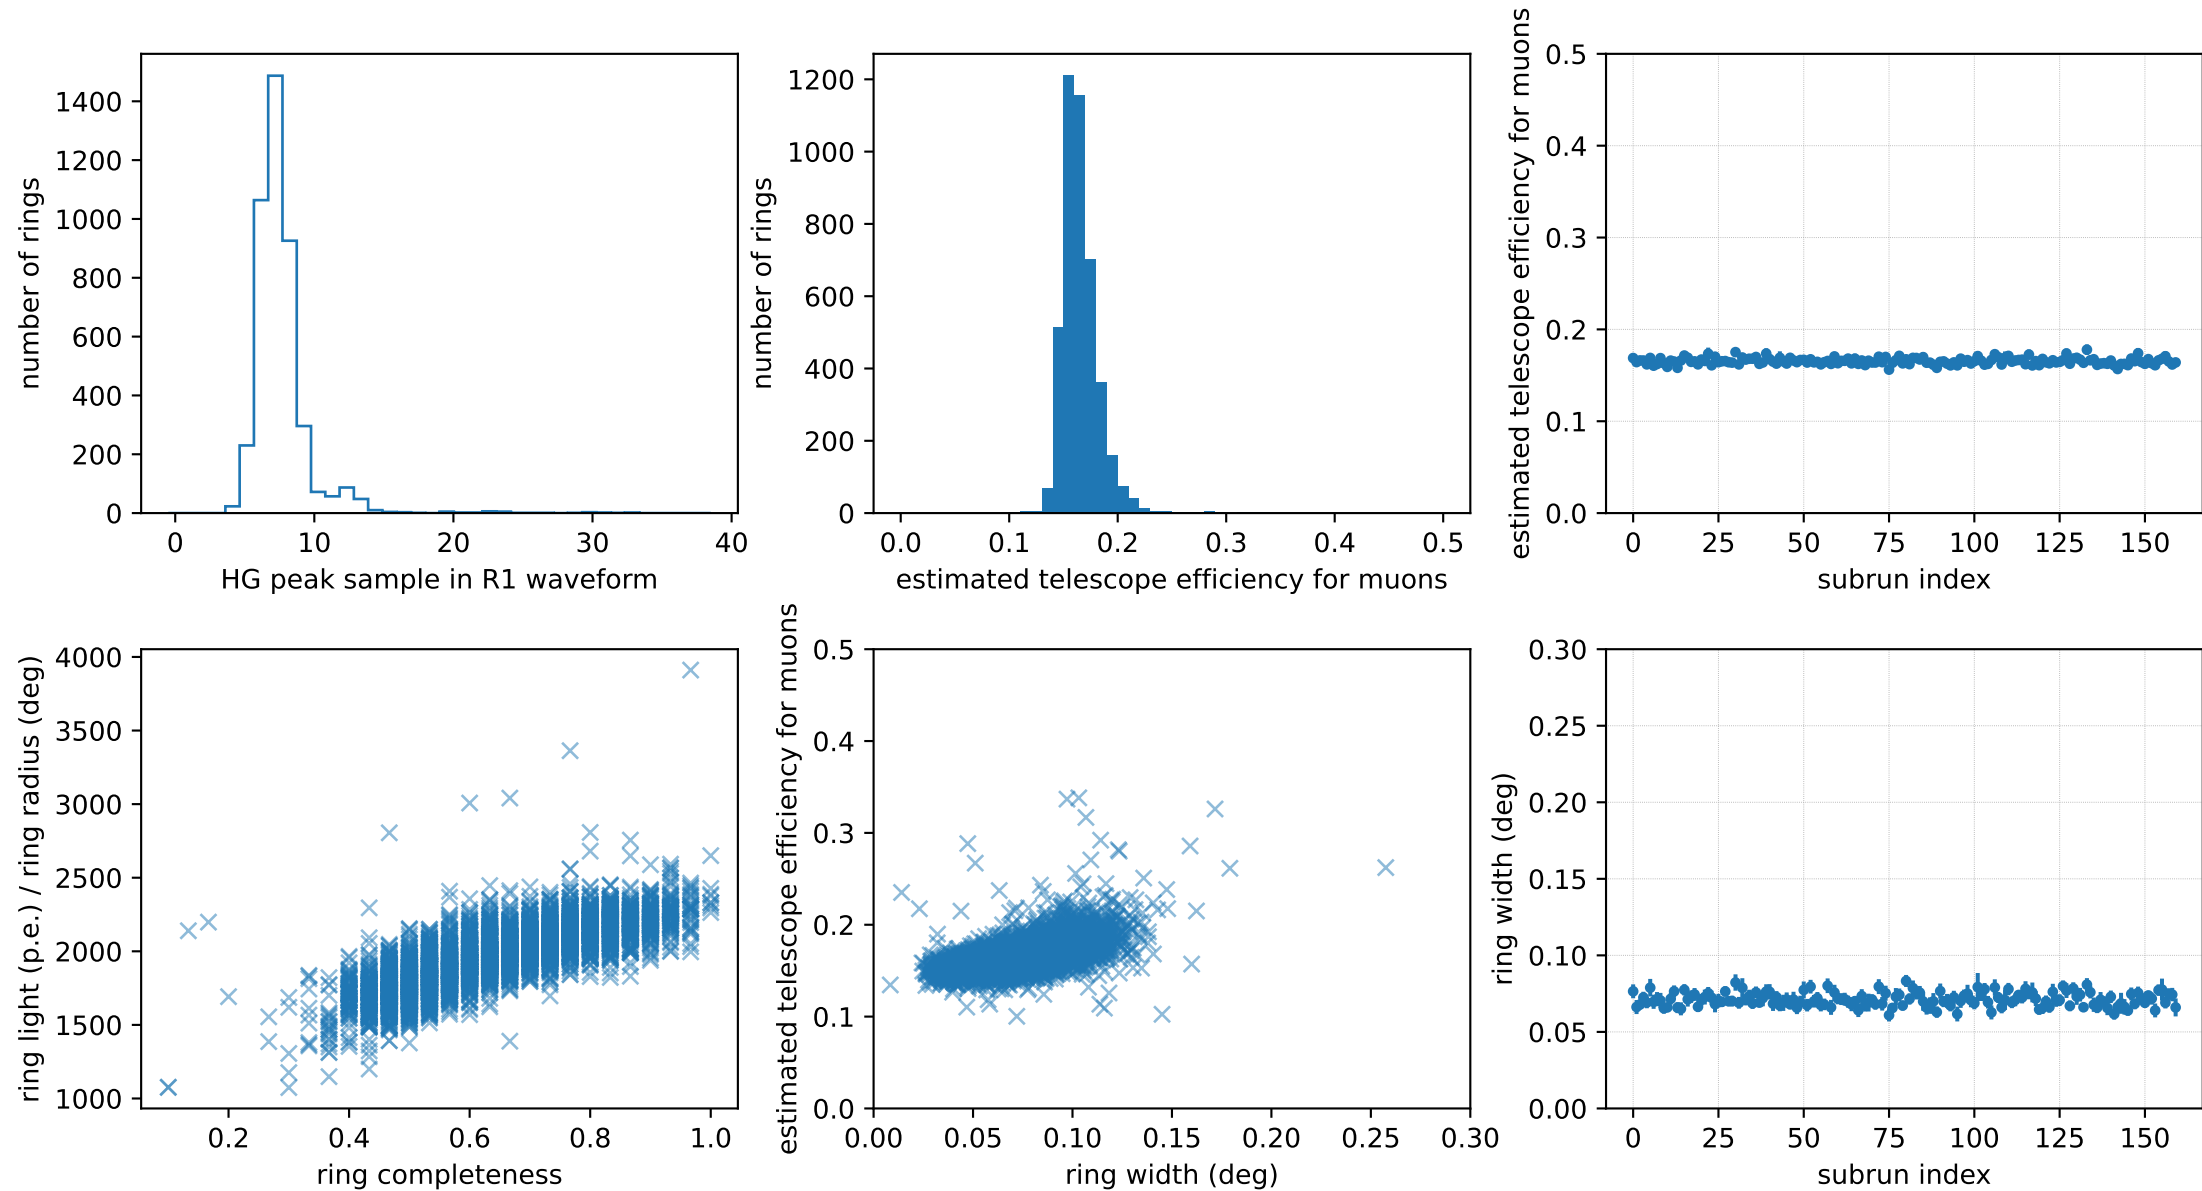 number of rings
1400
1200
1000
800
600
400
200
0
0 10 20 30 40
HG peak sample in R1 waveform
number of rings
1200
1000
800
600
400
200
0
0.0 0.1 0.2 0.3 0.4 0.5
estimated telescope efficiency for muons
estimated telescope efficiency for muons
0.5
0.4
0.3
0.2
0.1
0.0
0 25 50 75 100 125 150
subrun index
ring light (p.e.) / ring radius (deg)
4000
3500
3000
2500
2000
1500
1000
0.2 0.4 0.6 0.8 1.0
ring completeness
estimated telescope efficiency for muons
0.5
0.4
0.3
0.2
0.1
0.0
0.00 0.05 0.10 0.15 0.20 0.25 0.30
ring width (deg)
ring width (deg)
0.30
0.25
0.20
0.15
0.10
0.05
0.00
0 25 50 75 100 125 150
subrun index